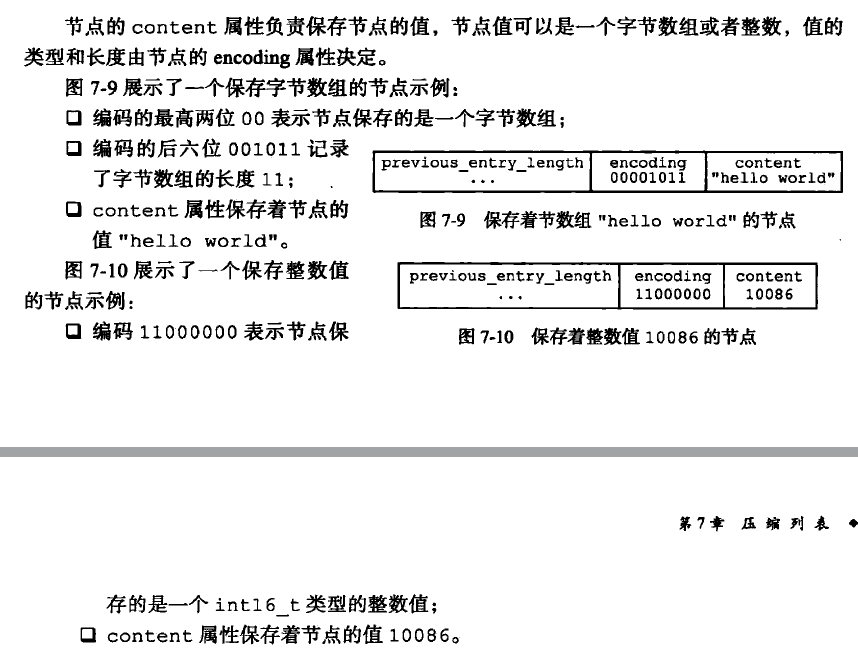 节点的 content 属性负责保存节点的值，节点值可以是一个字节数组或者整数，值的
类型和长度由节点的 encoding 属性决定。
图 7-9 展示了一个保存字节数组的节点示例：
❑ 编码的最高两位 00 表示节点保存的是一个字节数组；
❑ 编码的后六位 001011 记录
了字节数组的长度 11；
❑ content 属性保存着节点的
值 "hello world"。
previous_entry_length encoding content
... 00001011 "hello world"
图 7-9 保存着节数组 "hello world" 的节点
图 7-10 展示了一个保存整数值
的节点示例：
❑ 编码 11000000 表示节点保
previous_entry_length encoding content
... 11000000 10086
图 7-10 保存着整数值 10086 的节点
第 7 章 压缩列表 ◆
存的是一个 int16_t 类型的整数值；
❑ content 属性保存着节点的值 10086。